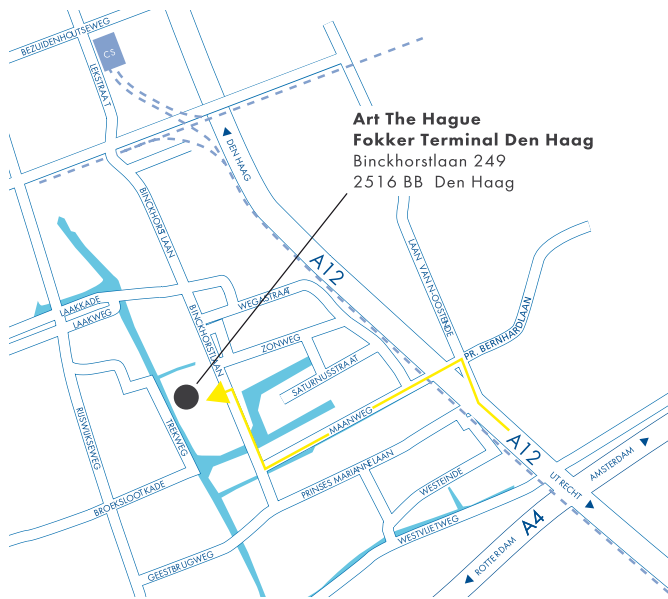 BEZUIDENHOUTSEWEG
CS
LEKSTRAAT
Art The Hague
Fokker Terminal Den Haag
Binckhorstlaan 249
2516 BB Den Haag
DEN HAAG
BINCKHORSTLAAN
A12
LAAN VAN N-OOSTENDE
LAAKKADE
LAAKWEG
WEGASTRAAT
BINCKHORSTLAAN
ZONWEG
PR. BERNHARDLAAN
SATURNUSSTRAAT
MAANWEG
RIJSWIJKSEWEG
TREKWEG
A12
PRINSES MARIANNELAAN
AMSTERDAM
WESTEINDE
UTRECHT
BROEKSLOOTKADE
WESTVLIETWEG
A4
ROTTERDAM
GEESTBRUGWEG